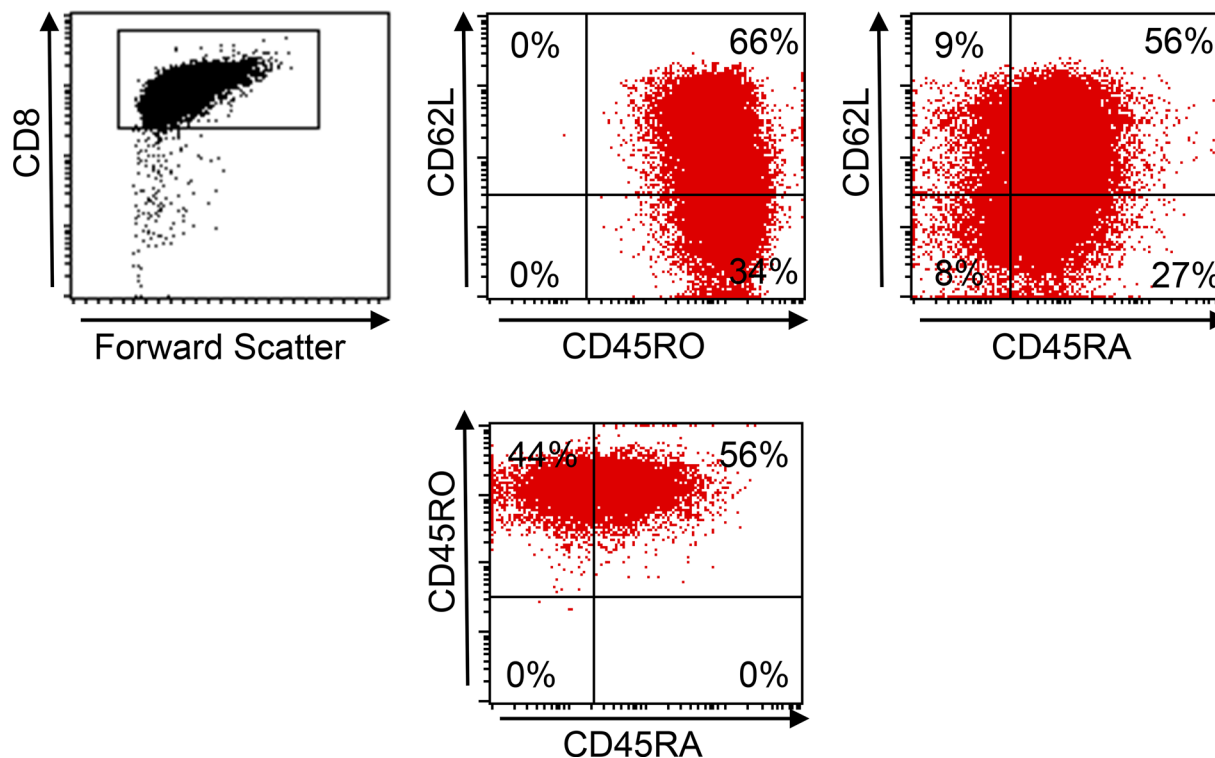 CD8
Forward Scatter
0%
66%
CD62L
0%
34%
CD45RO
9%
56%
CD62L
8%
27%
CD45RA
44%
56%
CD45RO
0%
0%
CD45RA